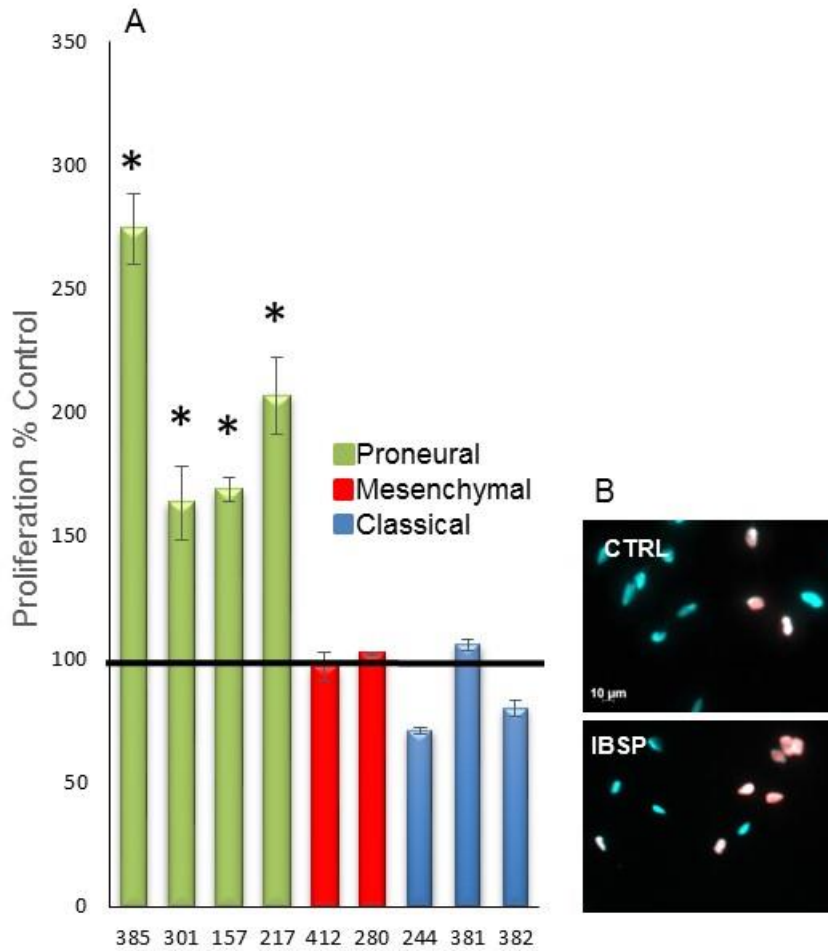 A
350
300
250
200
150
100
50
0
Proliferation % Control
*
*
*
*
Proneural
Mesenchymal
Classical
385 301 157 217 412 280 244 381 382
B
CTRL
10 µm
IBSP